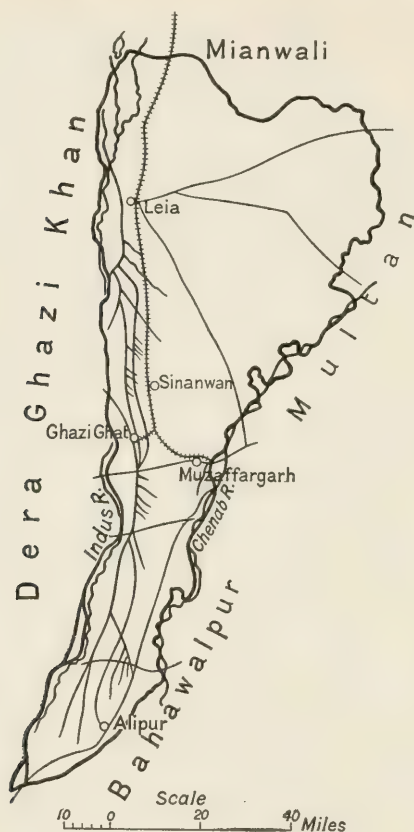 Mianwali
Dera Ghazi Khan
Leia
Multan
Sinanwan
Ghazi Ghat
Muzaffargarh
Indus R.
Chenab R.
Bahawalpur
Alipur
Scale
10 0 20 40 Miles